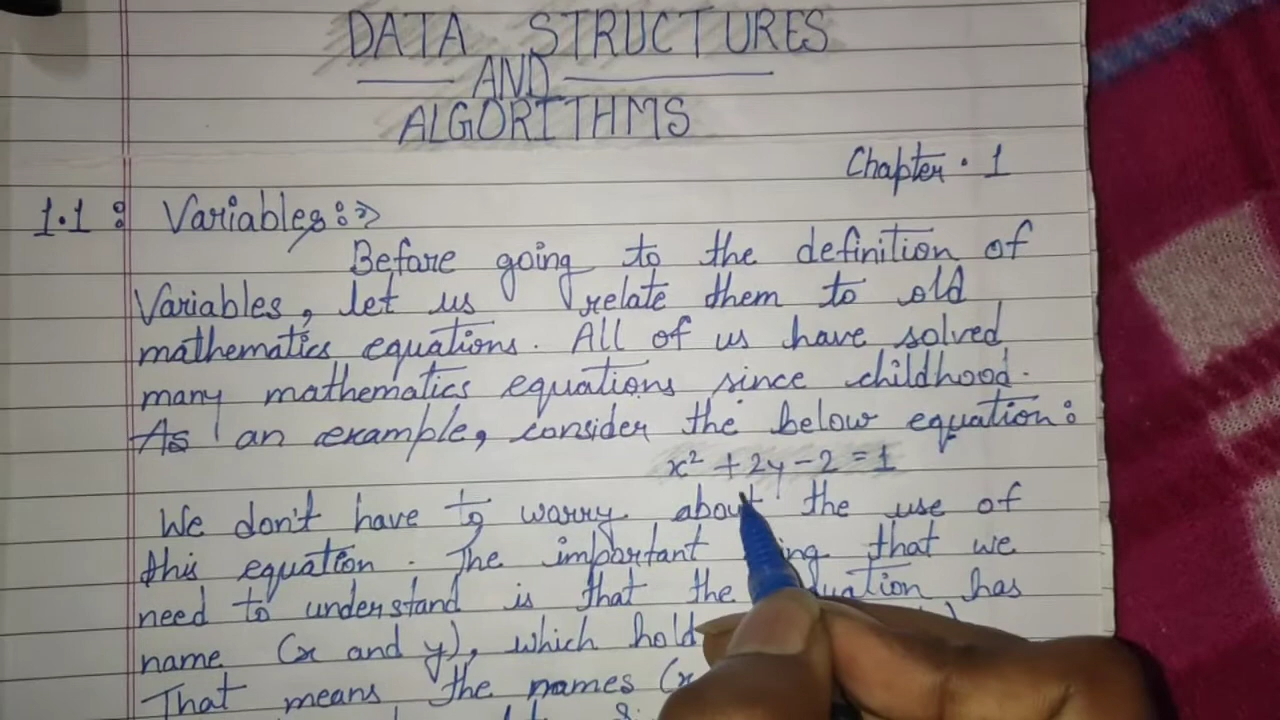 DATA STRUCTURES
AND
ALGORITHMS
Chapter · 1
1.1 : Variables :⇒
Before going to the definition of
Variables, let us relate them to old
mathematics equations. All of us have solved
many mathematics equations since childhood.
As an example, consider the below equation:
x² + 2y - 2 = 1
We don't have to worry about the use of
this equation. The important that we
need to understand is that the has
name (x and y), which hold
That means the names (x